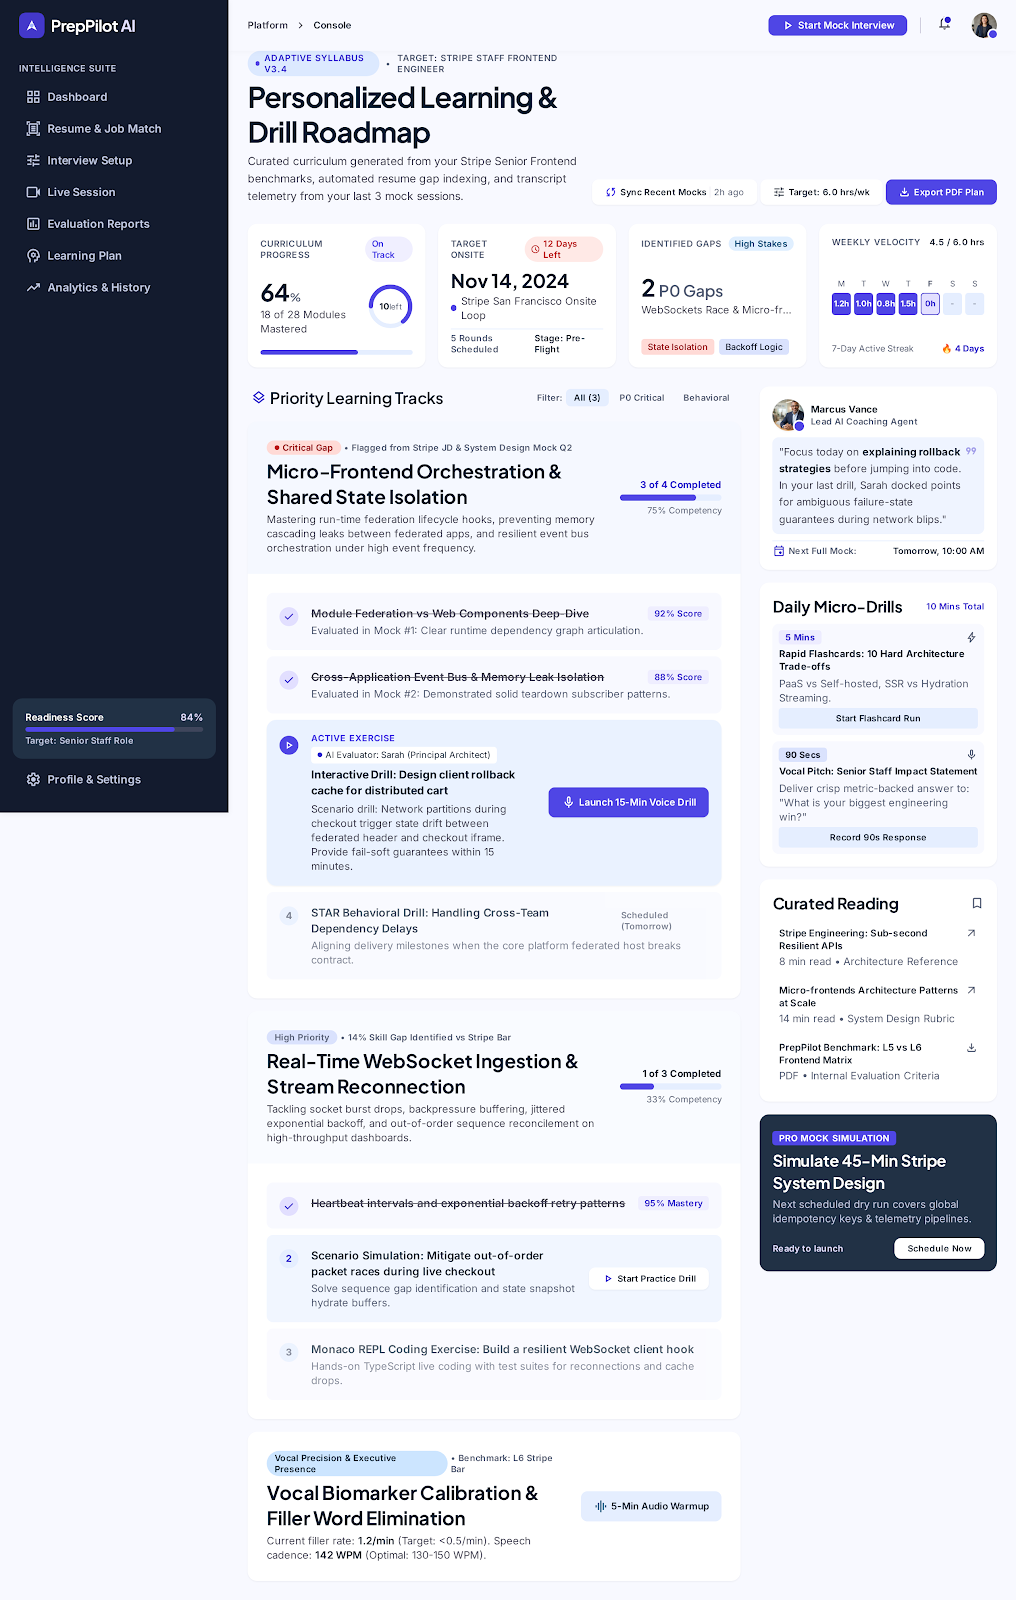 PrepPilot AI
INTELLIGENCE SUITE
Dashboard
Resume & Job Match
Interview Setup
Live Session
Evaluation Reports
Learning Plan
Analytics & History
Readiness Score 84%
Target: Senior Staff Role
Profile & Settings
Platform > Console
Start Mock Interview
ADAPTIVE SYLLABUS
V3.4
• TARGET: STRIPE STAFF FRONTEND
ENGINEER
Personalized Learning &
Drill Roadmap
Curated curriculum generated from your Stripe Senior Frontend
benchmarks, automated resume gap indexing, and transcript
telemetry from your last 3 mock sessions.
Sync Recent Mocks 2h ago
Target: 6.0 hrs/wk
Export PDF Plan
CURRICULUM
PROGRESS
On
Track
64%
18 of 28 Modules
Mastered
10left
TARGET
ONSITE
12 Days
Left
Nov 14, 2024
Stripe San Francisco Onsite
Loop
5 Rounds
Scheduled
Stage: Pre-
Flight
IDENTIFIED GAPS High Stakes
2 P0 Gaps
WebSockets Race & Micro-fr...
State Isolation Backoff Logic
WEEKLY VELOCITY 4.5 / 6.0 hrs
M T W T F S S
1.2h 1.0h 0.8h 1.5h 0h - -
7-Day Active Streak 🔥 4 Days
Priority Learning Tracks
Filter: All (3) P0 Critical Behavioral
Critical Gap • Flagged from Stripe JD & System Design Mock Q2
Micro-Frontend Orchestration &
Shared State Isolation
Mastering run-time federation lifecycle hooks, preventing memory
cascading leaks between federated apps, and resilient event bus
orchestration under high event frequency.
3 of 4 Completed
75% Competency
Module Federation vs Web Components Deep-Dive 92% Score
Evaluated in Mock #1: Clear runtime dependency graph articulation.
Cross-Application Event Bus & Memory Leak Isolation 88% Score
Evaluated in Mock #2: Demonstrated solid teardown subscriber patterns.
ACTIVE EXERCISE
AI Evaluator: Sarah (Principal Architect)
Interactive Drill: Design client rollback
cache for distributed cart
Scenario drill: Network partitions during
checkout trigger state drift between
federated header and checkout iframe.
Provide fail-soft guarantees within 15
minutes.
Launch 15-Min Voice Drill
4 STAR Behavioral Drill: Handling Cross-Team
Dependency Delays
Scheduled
(Tomorrow)
Aligning delivery milestones when the core platform federated host breaks
contract.
High Priority • 14% Skill Gap Identified vs Stripe Bar
Real-Time WebSocket Ingestion &
Stream Reconnection
Tackling socket burst drops, backpressure buffering, jittered
exponential backoff, and out-of-order sequence reconcilement on
high-throughput dashboards.
1 of 3 Completed
33% Competency
Heartbeat intervals and exponential backoff retry patterns 95% Mastery
2 Scenario Simulation: Mitigate out-of-order
packet races during live checkout
Solve sequence gap identification and state snapshot
hydrate buffers.
Start Practice Drill
3 Monaco REPL Coding Exercise: Build a resilient WebSocket client hook
Hands-on TypeScript live coding with test suites for reconnections and cache
drops.
Vocal Precision & Executive
Presence
• Benchmark: L6 Stripe
Bar
Vocal Biomarker Calibration &
Filler Word Elimination
Current filler rate: 1.2/min (Target: <0.5/min). Speech
cadence: 142 WPM (Optimal: 130-150 WPM).
5-Min Audio Warmup
Marcus Vance
Lead AI Coaching Agent
"Focus today on explaining rollback
strategies before jumping into code.
In your last drill, Sarah docked points
for ambiguous failure-state
guarantees during network blips."
Next Full Mock: Tomorrow, 10:00 AM
Daily Micro-Drills 10 Mins Total
5 Mins
Rapid Flashcards: 10 Hard Architecture
Trade-offs
PaaS vs Self-hosted, SSR vs Hydration
Streaming.
Start Flashcard Run
90 Secs
Vocal Pitch: Senior Staff Impact Statement
Deliver crisp metric-backed answer to:
"What is your biggest engineering
win?"
Record 90s Response
Curated Reading
Stripe Engineering: Sub-second
Resilient APIs
8 min read • Architecture Reference
Micro-frontends Architecture Patterns
at Scale
14 min read • System Design Rubric
PrepPilot Benchmark: L5 vs L6
Frontend Matrix
PDF • Internal Evaluation Criteria
PRO MOCK SIMULATION
Simulate 45-Min Stripe
System Design
Next scheduled dry run covers global
idempotency keys & telemetry pipelines.
Ready to launch Schedule Now